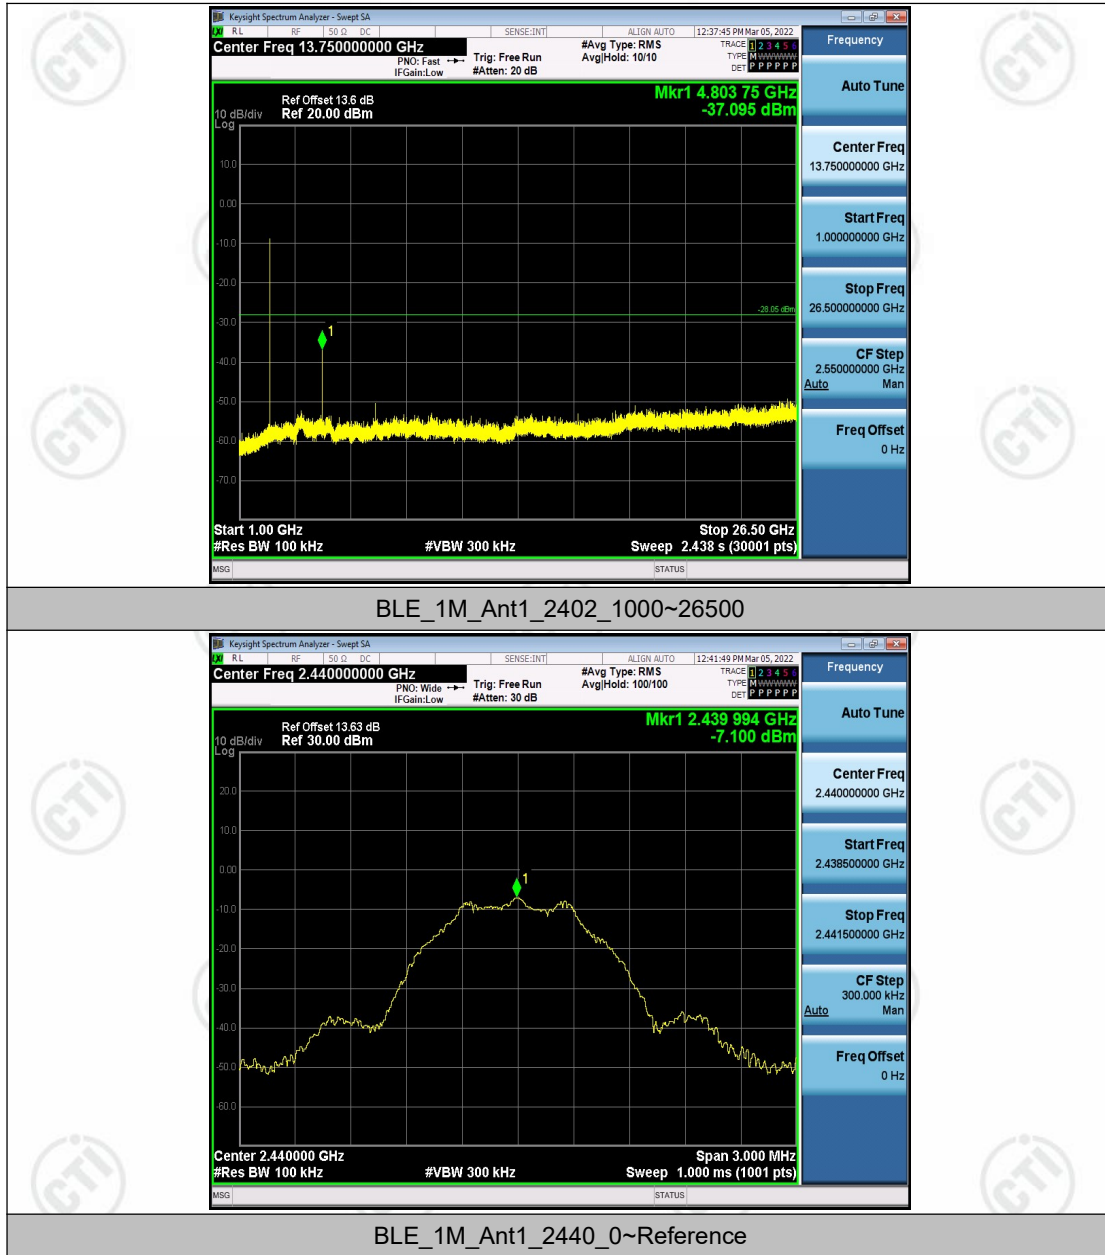 Keysight Spectrum Analyzer - Swept SA
RL RF 50 Ω DC SENSE:INT ALIGN AUTO 12:37:45 PM Mar 05, 2022
Center Freq 13.750000000 GHz
PNO: Fast
IFGain:Low
Trig: Free Run
#Atten: 20 dB
#Avg Type: RMS
Avg|Hold: 10/10
TRACE 1 2 3 4 5 6
TYPE M W W W W W
DET P P P P P P
Ref Offset 13.6 dB
Ref 20.00 dBm
10 dB/div
Log
Mkr1 4.803 75 GHz
-37.095 dBm
10.0
0.00
-10.0
-20.0
-28.05 dBm
-30.0
1
-40.0
-50.0
-60.0
-70.0
Start 1.00 GHz
Stop 26.50 GHz
#Res BW 100 kHz
#VBW 300 kHz
Sweep 2.438 s (30001 pts)
MSG
STATUS
Frequency
Auto Tune
Center Freq
13.750000000 GHz
Start Freq
1.000000000 GHz
Stop Freq
26.500000000 GHz
CF Step
2.550000000 GHz
Auto Man
Freq Offset
0 Hz
BLE_1M_Ant1_2402_1000~26500
Keysight Spectrum Analyzer - Swept SA
RL RF 50 Ω DC SENSE:INT ALIGN AUTO 12:41:49 PM Mar 05, 2022
Center Freq 2.440000000 GHz
PNO: Wide
IFGain:Low
Trig: Free Run
#Atten: 30 dB
#Avg Type: RMS
Avg|Hold: 100/100
TRACE 1 2 3 4 5 6
TYPE M W W W W W
DET P P P P P P
Ref Offset 13.63 dB
Ref 30.00 dBm
10 dB/div
Log
Mkr1 2.439 994 GHz
-7.100 dBm
20.0
10.0
0.00
1
-10.0
-20.0
-30.0
-40.0
-50.0
-60.0
Center 2.440000 GHz
Span 3.000 MHz
#Res BW 100 kHz
#VBW 300 kHz
Sweep 1.000 ms (1001 pts)
MSG
STATUS
Frequency
Auto Tune
Center Freq
2.440000000 GHz
Start Freq
2.438500000 GHz
Stop Freq
2.441500000 GHz
CF Step
300.000 kHz
Auto Man
Freq Offset
0 Hz
BLE_1M_Ant1_2440_0~Reference
CTI
CTI
CTI
CTI
CTI
CTI
CTI
CTI